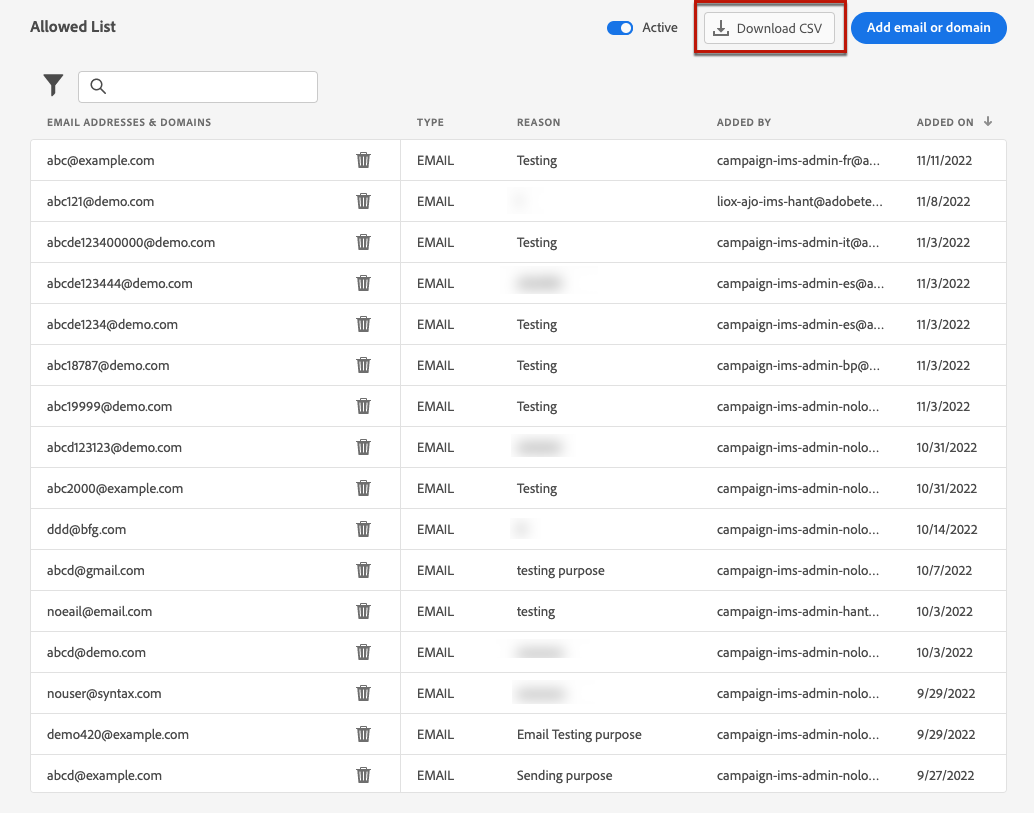 Allowed List
Active
Download CSV
Add email or domain
EMAIL ADDRESSES & DOMAINS TYPE REASON ADDED BY ADDED ON
abc@example.com EMAIL Testing campaign-ims-admin-fr@a... 11/11/2022
abc121@demo.com EMAIL liox-ajo-ims-hant@adobete... 11/8/2022
abcde123400000@demo.com EMAIL Testing campaign-ims-admin-it@a... 11/3/2022
abcde123444@demo.com EMAIL campaign-ims-admin-es@a... 11/3/2022
abcde1234@demo.com EMAIL Testing campaign-ims-admin-es@a... 11/3/2022
abc18787@demo.com EMAIL Testing campaign-ims-admin-bp@... 11/3/2022
abc19999@demo.com EMAIL Testing campaign-ims-admin-nolo... 11/3/2022
abcd123123@demo.com EMAIL campaign-ims-admin-nolo... 10/31/2022
abc2000@example.com EMAIL Testing campaign-ims-admin-nolo... 10/31/2022
ddd@bfg.com EMAIL campaign-ims-admin-nolo... 10/14/2022
abcd@gmail.com EMAIL testing purpose campaign-ims-admin-nolo... 10/7/2022
noeail@email.com EMAIL testing campaign-ims-admin-hant... 10/3/2022
abcd@demo.com EMAIL campaign-ims-admin-nolo... 10/3/2022
nouser@syntax.com EMAIL campaign-ims-admin-nolo... 9/29/2022
demo420@example.com EMAIL Email Testing purpose campaign-ims-admin-nolo... 9/29/2022
abcd@example.com EMAIL Sending purpose campaign-ims-admin-nolo... 9/27/2022